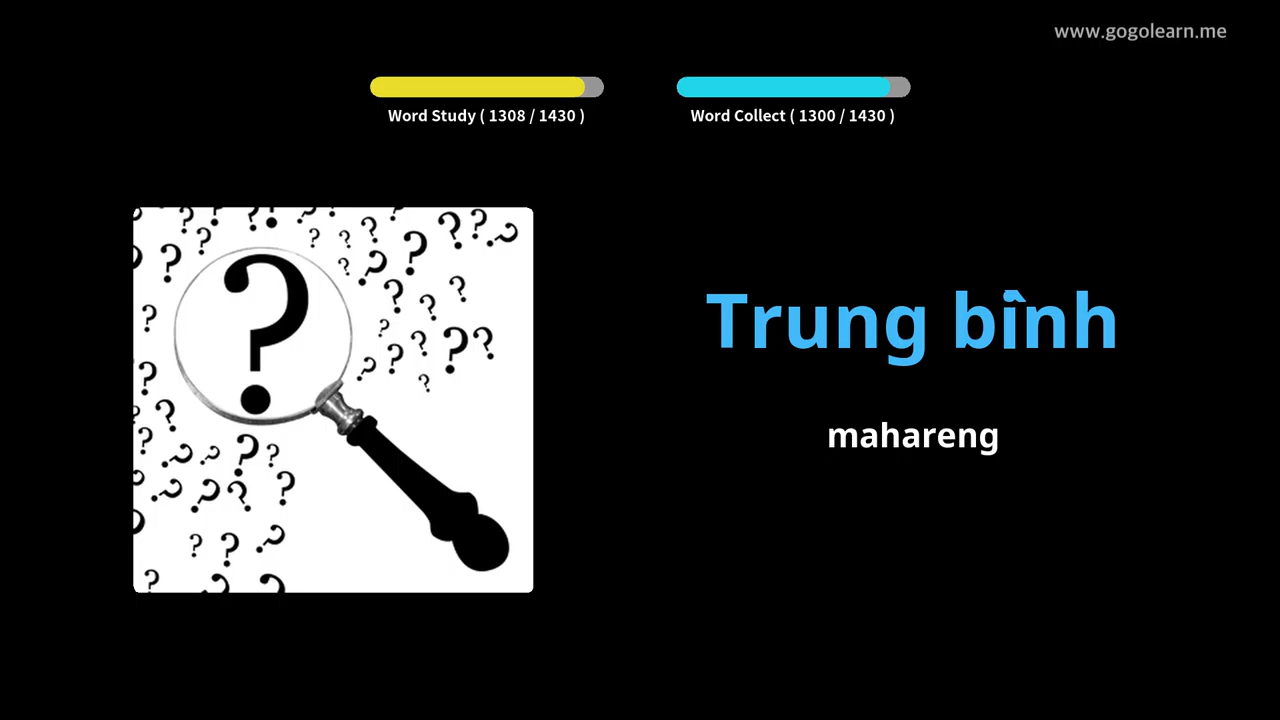 www.gogolearn.me
Word Study ( 1308 / 1430 )
Word Collect ( 1300 / 1430 )
Trung bình
mahareng